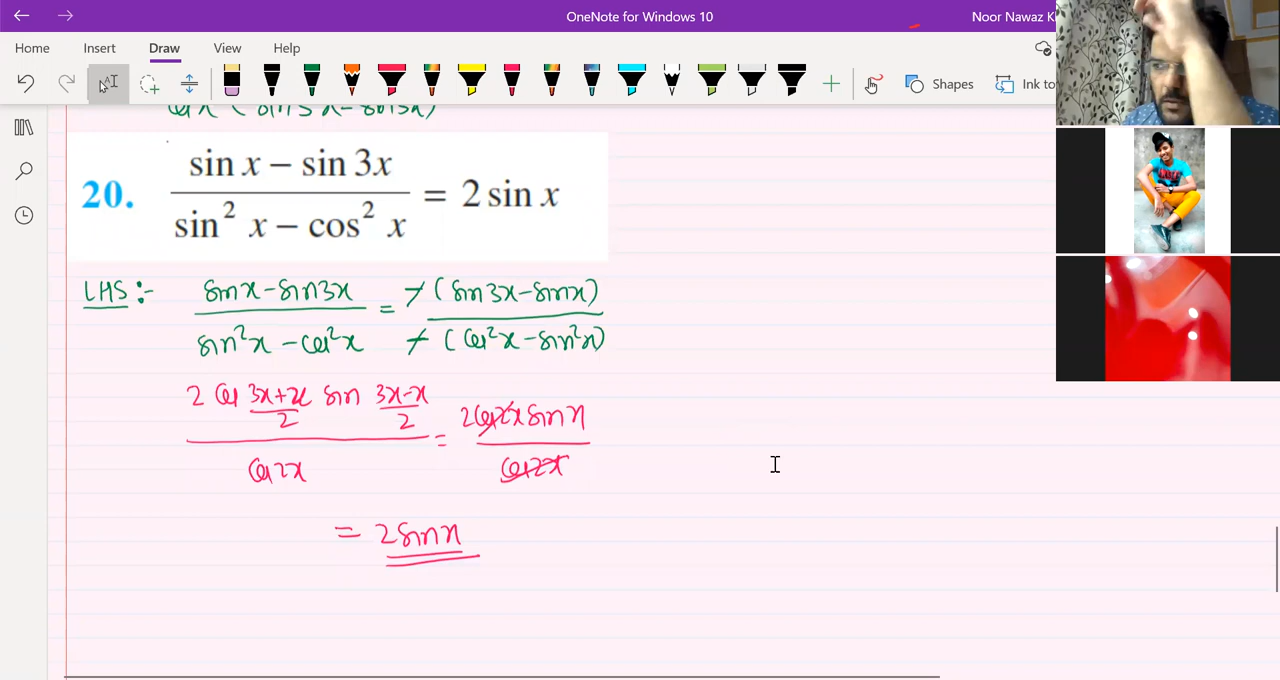 OneNote for Windows 10
Noor Nawaz K
Home Insert Draw View Help
Shapes
Ink to
20. sin x – sin 3x / sin² x – cos² x = 2 sin x
LHS :- sinx - sin3x / sin²x - cos²x = -(sin3x - sinx) / -(cos²x - sin²x)
2 cos 3x+x/2 sin 3x-x/2 / cos2x = 2cos2x sinx / cos2x
= 2sinx